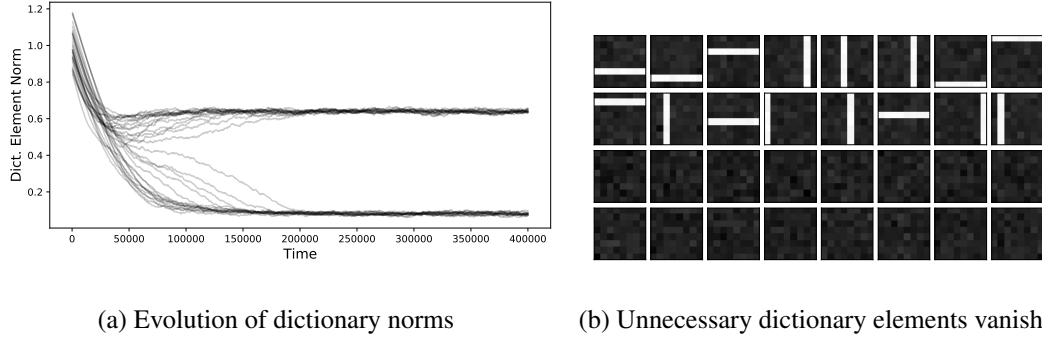 1.2
1.0
0.8
0.6
0.4
0.2
Dict. Element Norm
0 50000 100000 150000 200000 250000 300000 350000 400000
Time
(a) Evolution of dictionary norms
(b) Unnecessary dictionary elements vanish